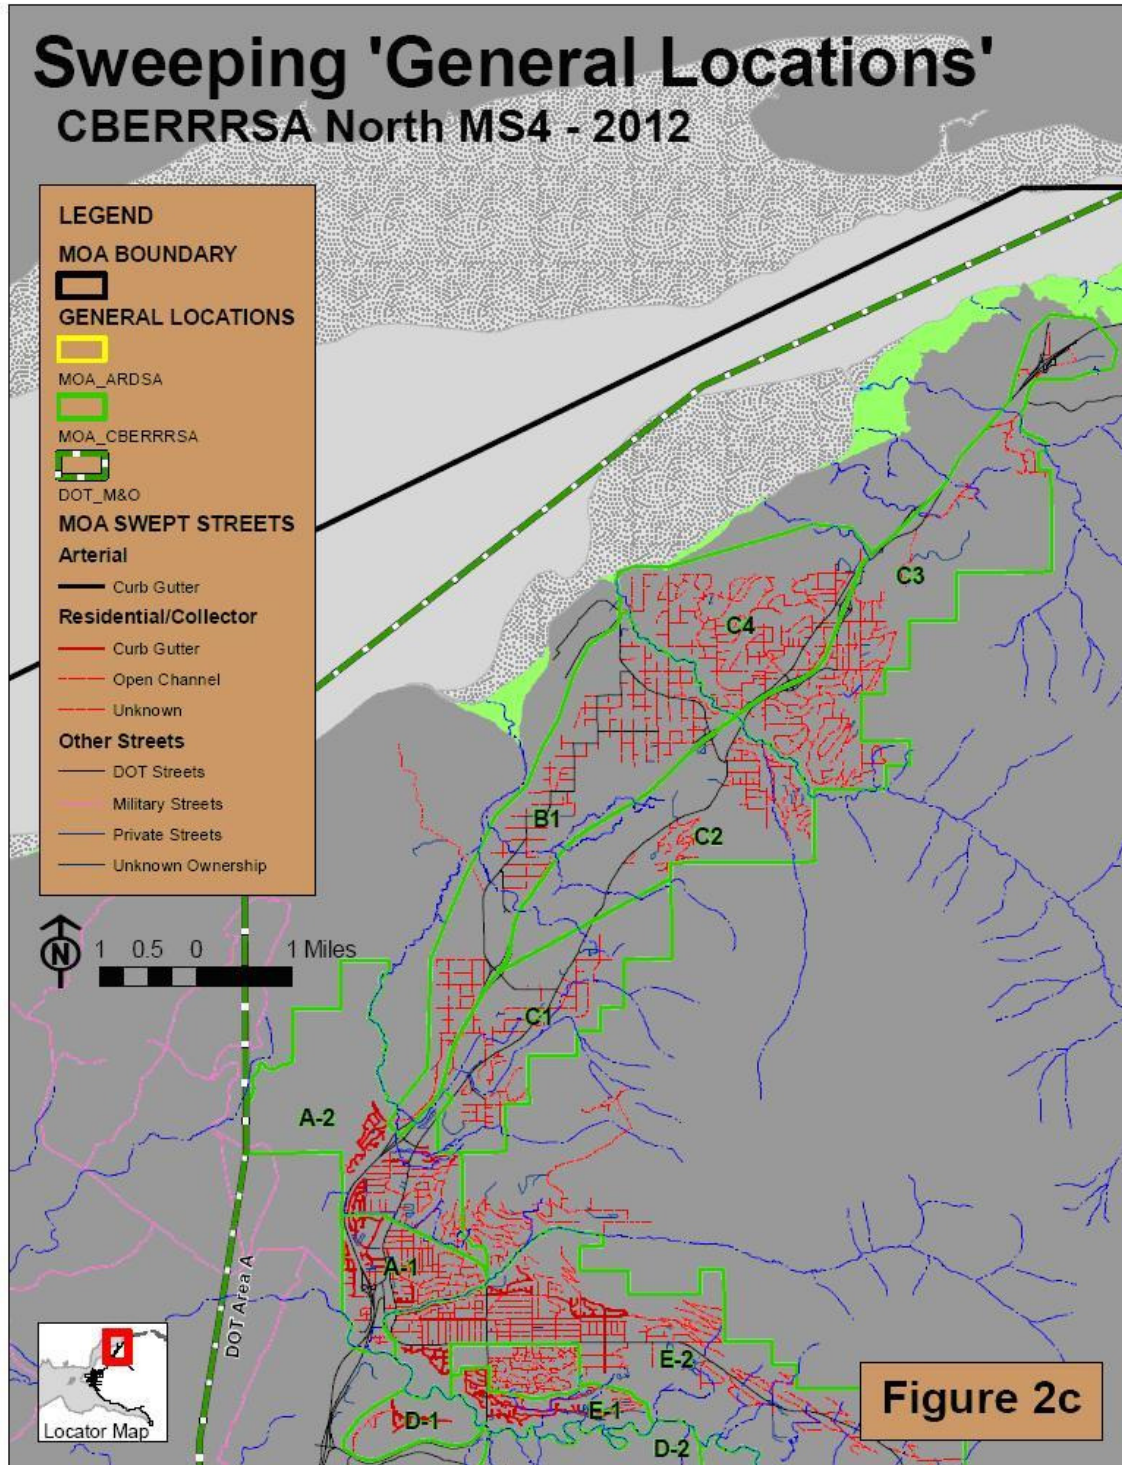 Sweeping 'General Locations'
CBERRRSA North MS4 - 2012
LEGEND
MOA BOUNDARY
GENERAL LOCATIONS
MOA_ARDSA
MOA_CBERRRSA
DOT_M&O
MOA SWEPT STREETS
Arterial
Curb Gutter
Residential/Collector
Curb Gutter
Open Channel
Unknown
Other Streets
DOT Streets
Military Streets
Private Streets
Unknown Ownership
N
1 0.5 0 1 Miles
C3
C4
B1
C2
C1
A-2
A-1
DOT Area A
E-2
E-1
D-1
D-2
Locator Map
Figure 2c